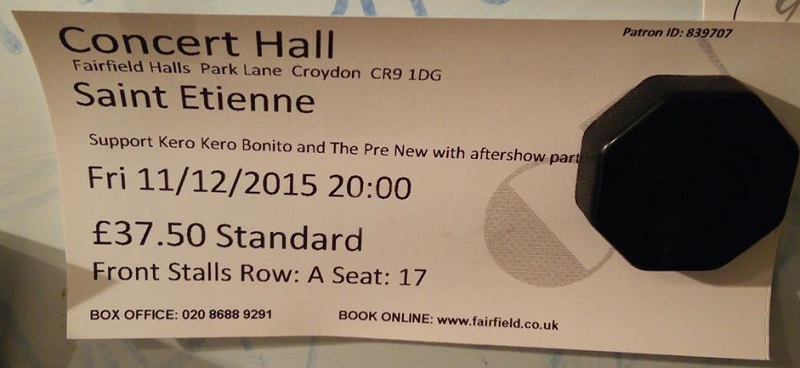 Patron ID: 839707
Concert Hall
Fairfield Halls Park Lane Croydon CR9 1DG
Saint Etienne
Support Kero Kero Bonito and The Pre New with aftershow part
Fri 11/12/2015 20:00
£37.50 Standard
Front Stalls Row: A Seat: 17
BOX OFFICE: 020 8688 9291
BOOK ONLINE: www.fairfield.co.uk